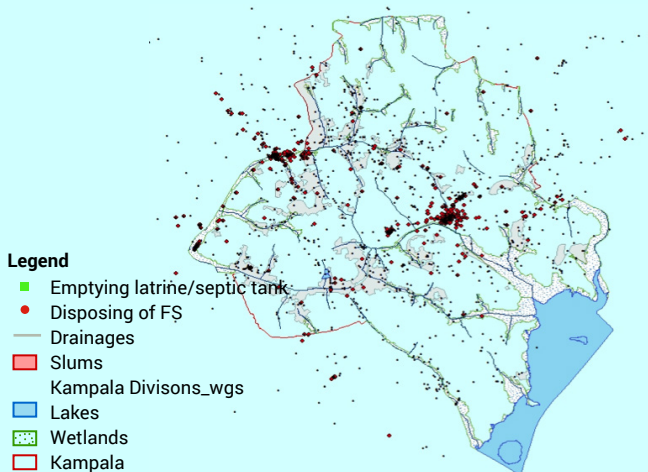 Legend
Emptying latrine/septic tank
Disposing of FS
Drainages
Slums
Kampala Divisons_wgs
Lakes
Wetlands
Kampala